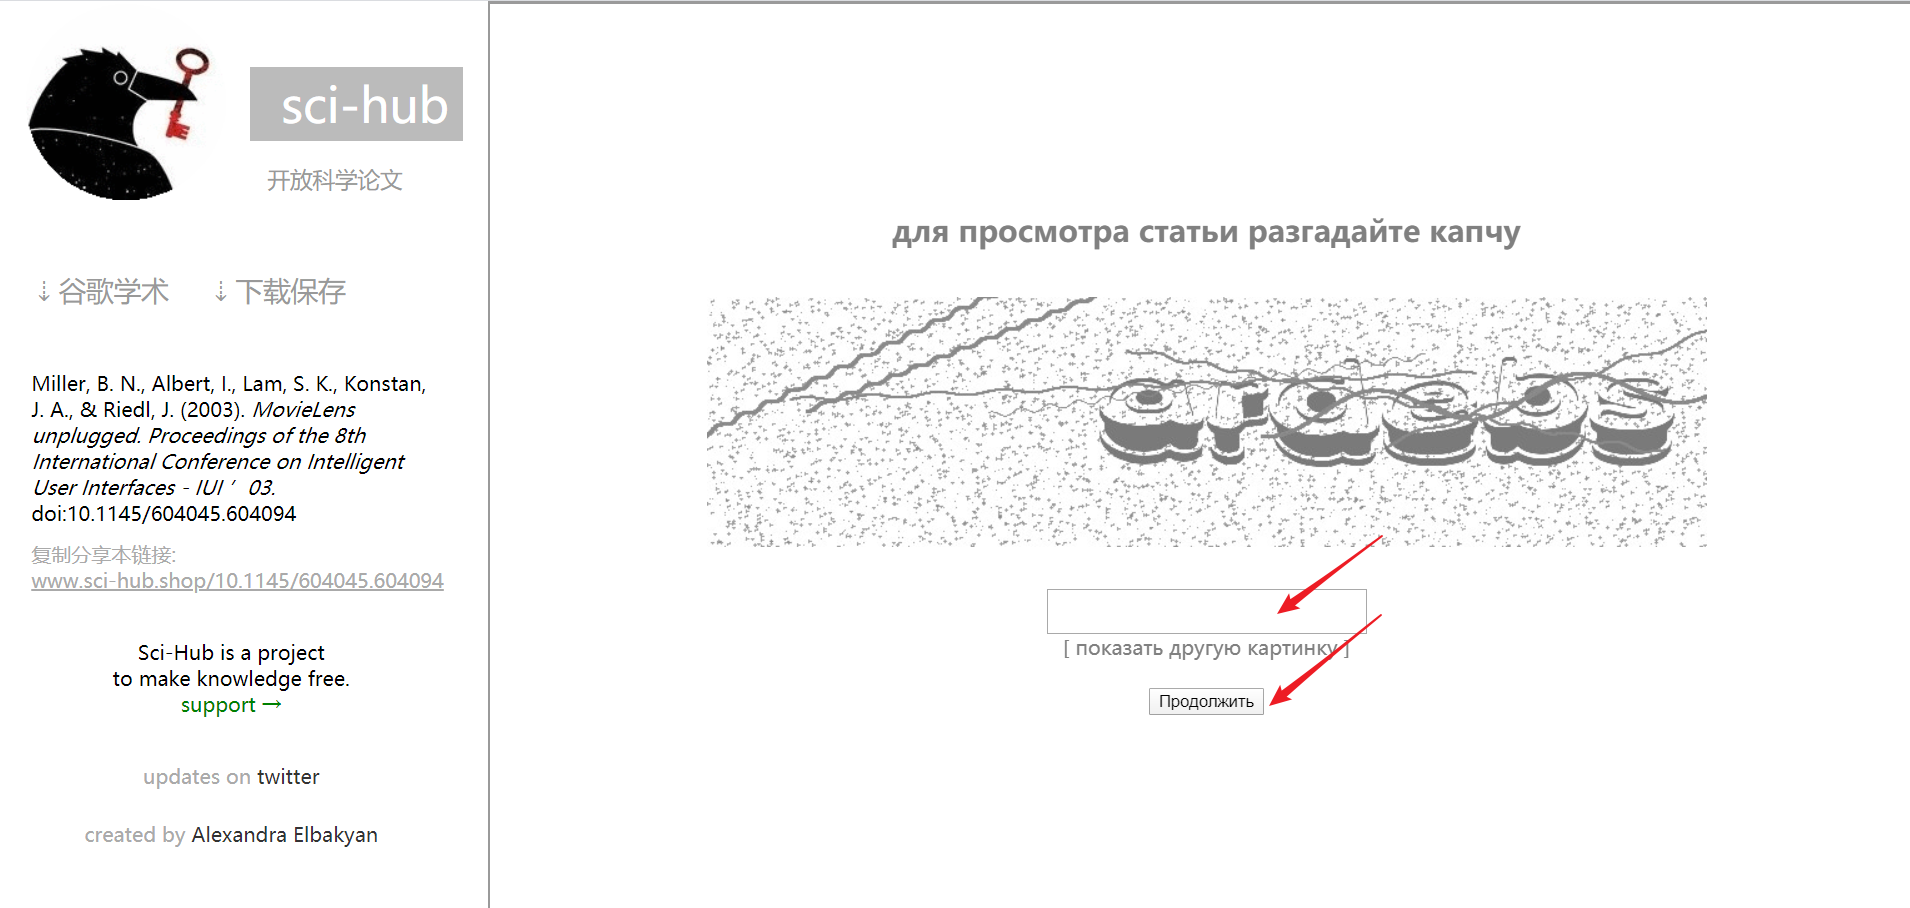 sci-hub
开放科学论文
⇣ 谷歌学术 ⇣ 下载保存
Miller, B. N., Albert, I., Lam, S. K., Konstan,
J. A., & Riedl, J. (2003). MovieLens
unplugged. Proceedings of the 8th
International Conference on Intelligent
User Interfaces - IUI ’ 03.
doi:10.1145/604045.604094
复制分享本链接:
www.sci-hub.shop/10.1145/604045.604094
Sci-Hub is a project
to make knowledge free.
support →
updates on twitter
created by Alexandra Elbakyan
для просмотра статьи разгадайте капчу
[ показать другую картинку ]
Продолжить